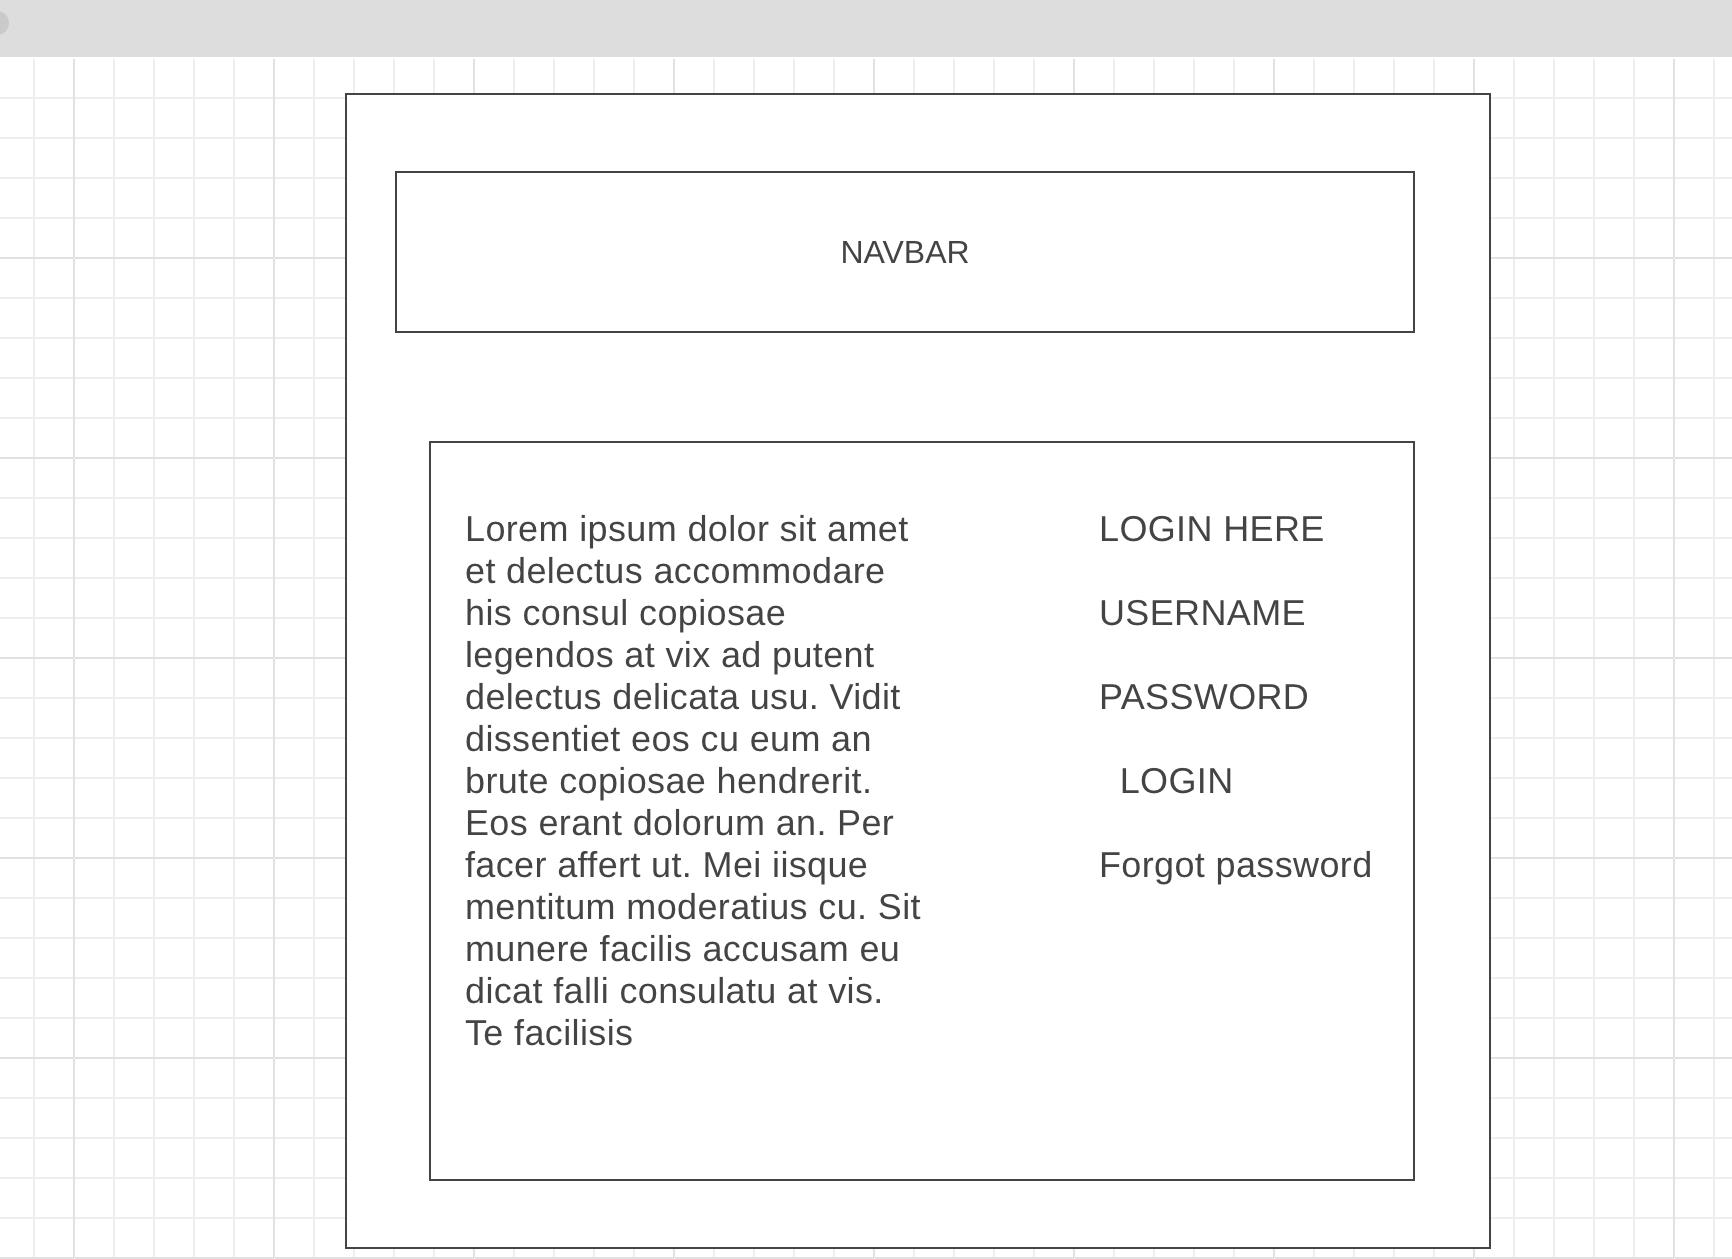 NAVBAR
Lorem ipsum dolor sit amet
et delectus accommodare
his consul copiosae
legendos at vix ad putent
delectus delicata usu. Vidit
dissentiet eos cu eum an
brute copiosae hendrerit.
Eos erant dolorum an. Per
facer affert ut. Mei iisque
mentitum moderatius cu. Sit
munere facilis accusam eu
dicat falli consulatu at vis.
Te facilisis
LOGIN HERE
USERNAME
PASSWORD
LOGIN
Forgot password